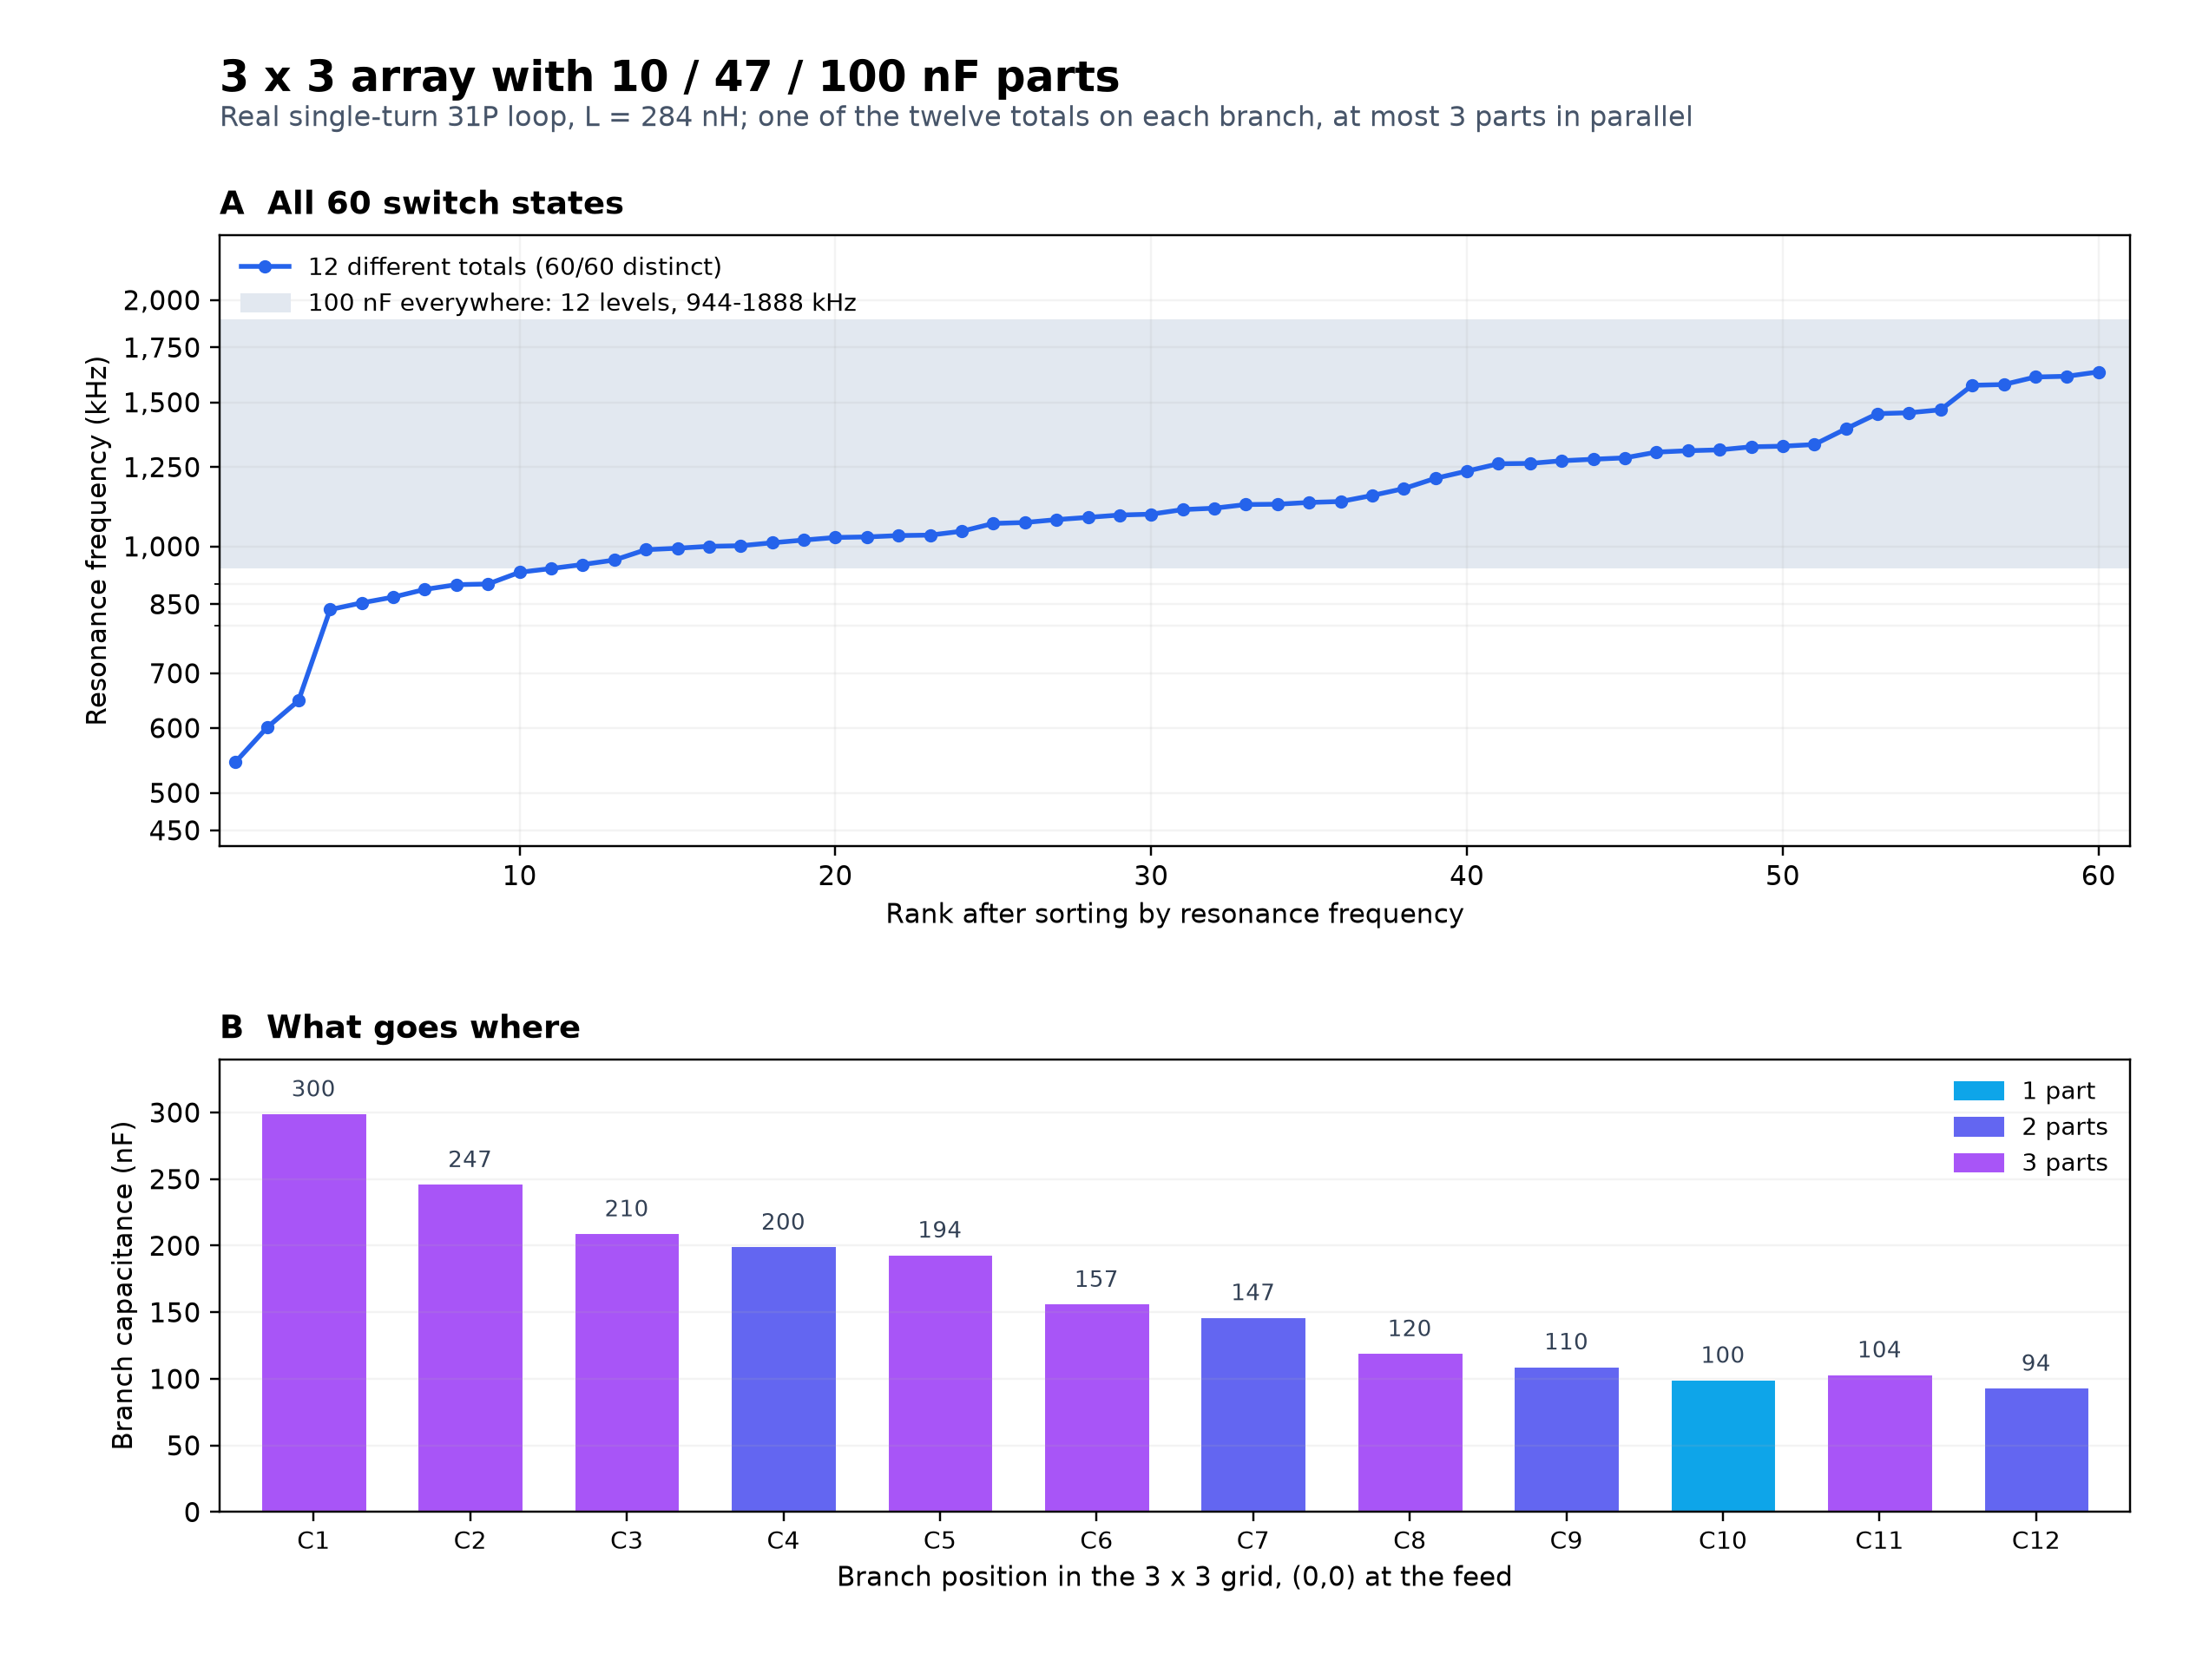 3 x 3 array with 10 / 47 / 100 nF parts
Real single-turn 31P loop, L = 284 nH; one of the twelve totals on each branch, at most 3 parts in parallel
A  All 60 switch states
12 different totals (60/60 distinct)
100 nF everywhere: 12 levels, 944-1888 kHz
Resonance frequency (kHz)
2,000
1,750
1,500
1,250
1,000
850
700
600
500
450
10 20 30 40 50 60
Rank after sorting by resonance frequency
B  What goes where
1 part
2 parts
3 parts
Branch capacitance (nF)
300
250
200
150
100
50
0
300 247 210 200 194 157 147 120 110 100 104 94
C1 C2 C3 C4 C5 C6 C7 C8 C9 C10 C11 C12
Branch position in the 3 x 3 grid, (0,0) at the feed